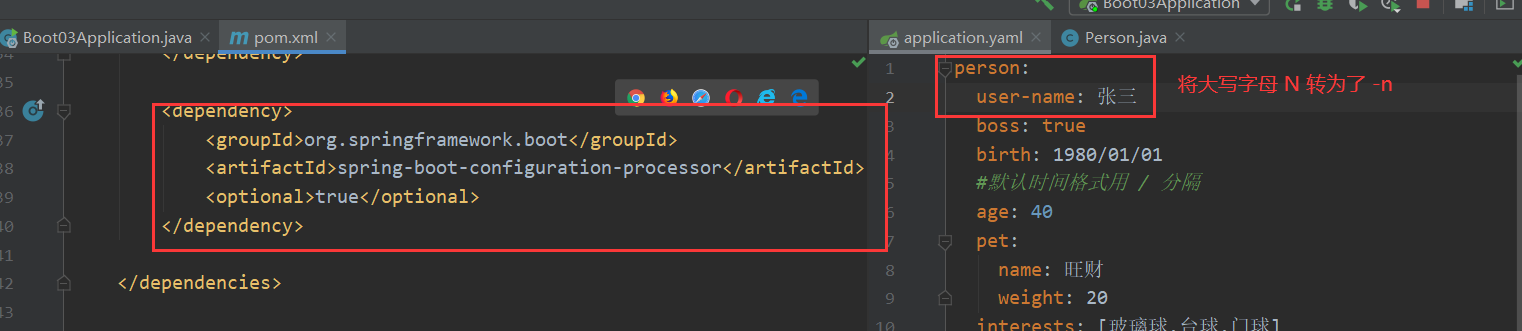 Boot03Application
Boot03Application.java
pom.xml
</dependency>
35
36 <dependency>
37 <groupId>org.springframework.boot</groupId>
38 <artifactId>spring-boot-configuration-processor</artifactId>
39 <optional>true</optional>
40 </dependency>
41
42 </dependencies>
43
application.yaml
Person.java
1 person:
2 user-name: 张三
3 boss: true
4 birth: 1980/01/01
5 #默认时间格式用 / 分隔
6 age: 40
7 pet:
8 name: 旺财
9 weight: 20
10 interests: [玻璃球,台球,门球]
将大写字母 N 转为了 -n